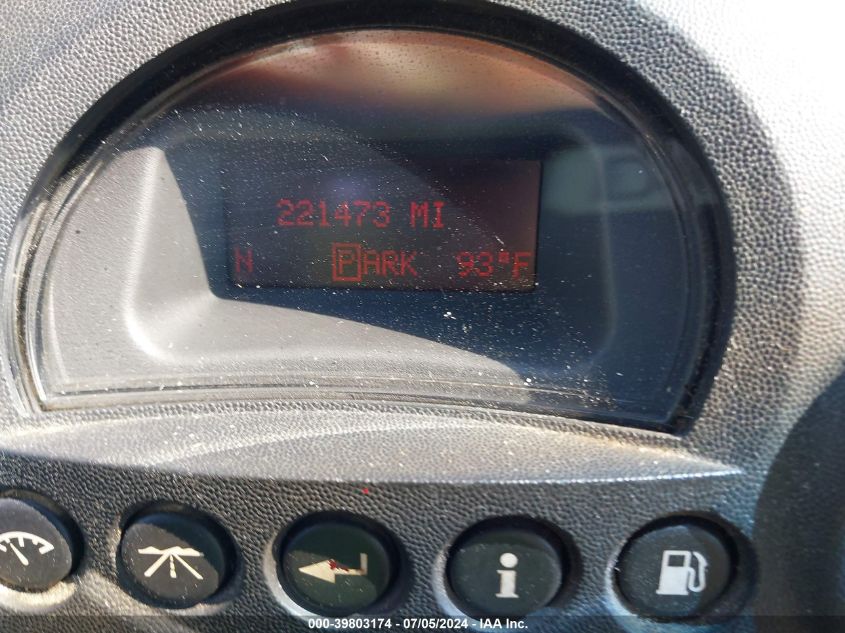 221473 MI
N PARK 93°F
i
000-39803174 / 07/05/2024 - IAA Inc.